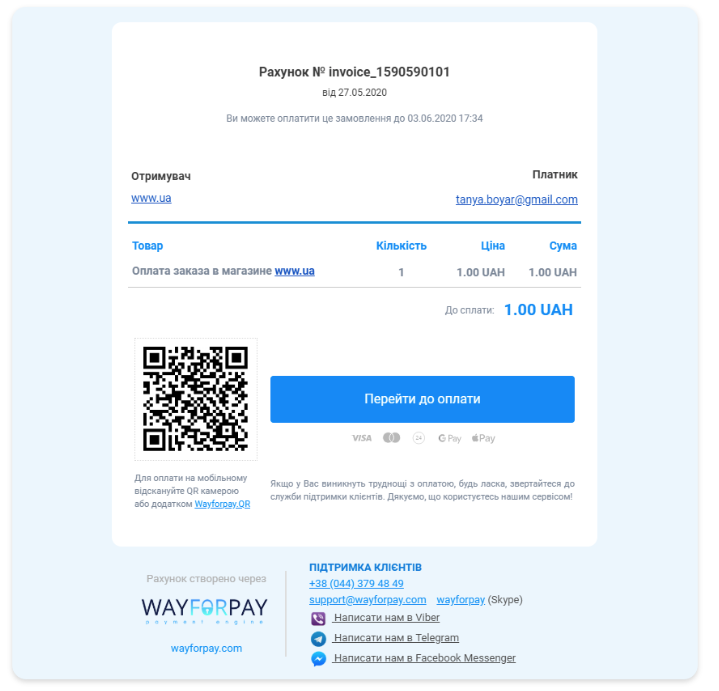 Рахунок № invoice_1590590101
від 27.05.2020
Ви можете оплатити це замовлення до 03.06.2020 17:34
Отримувач Платник
www.ua tanya.boyar@gmail.com
Товар Кількість Ціна Сума
Оплата заказа в магазине www.ua 1 1.00 UAH 1.00 UAH
До сплати: 1.00 UAH
Перейти до оплати
VISA 24 G Pay Pay
Для оплати на мобільному
відскануйте QR камерою
або додатком Wayforpay QR
Якщо у Вас виникнуть труднощі з оплатою, будь ласка, звертайтеся до
служби підтримки клієнтів. Дякуємо, що користуєтесь нашим сервісом!
Рахунок створено через
WAYFORPAY
payment engine
wayforpay.com
ПІДТРИМКА КЛІЄНТІВ
+38 (044) 379 48 49
support@wayforpay.com wayforpay (Skype)
Написати нам в Viber
Написати нам в Telegram
Написати нам в Facebook Messenger